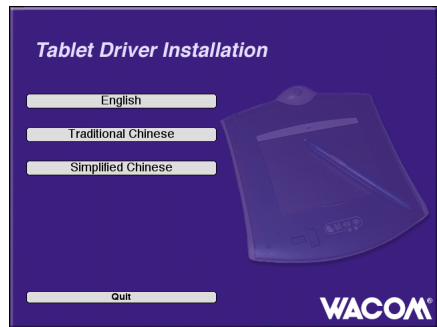 Tablet Driver Installation
English
Traditional Chinese
Simplified Chinese
Quit
WACOM®